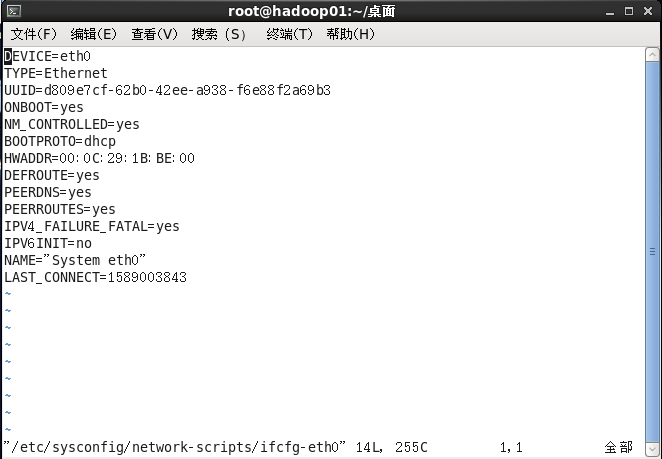 root@hadoop01:~/桌面
文件(F) 编辑(E) 查看(V) 搜索 (S) 终端(T) 帮助(H)
DEVICE=eth0
TYPE=Ethernet
UUID=d809e7cf-62b0-42ee-a938-f6e88f2a69b3
ONBOOT=yes
NM_CONTROLLED=yes
BOOTPROTO=dhcp
HWADDR=00:0C:29:1B:BE:00
DEFROUTE=yes
PEERDNS=yes
PEERROUTES=yes
IPV4_FAILURE_FATAL=yes
IPV6INIT=no
NAME="System eth0"
LAST_CONNECT=1589003843
~
~
~
~
~
~
~
~
~
"/etc/sysconfig/network-scripts/ifcfg-eth0" 14L, 255C 1,1 全部